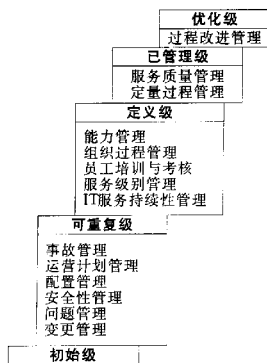 优化级
过程改进管理
已管理级
服务质量管理
定量过程管理
定义级
能力管理
组织过程管理
员工培训与考核
服务级别管理
IT服务持续性管理
可重复级
事故管理
运营计划管理
配置管理
安全性管理
问题管理
变更管理
初始级